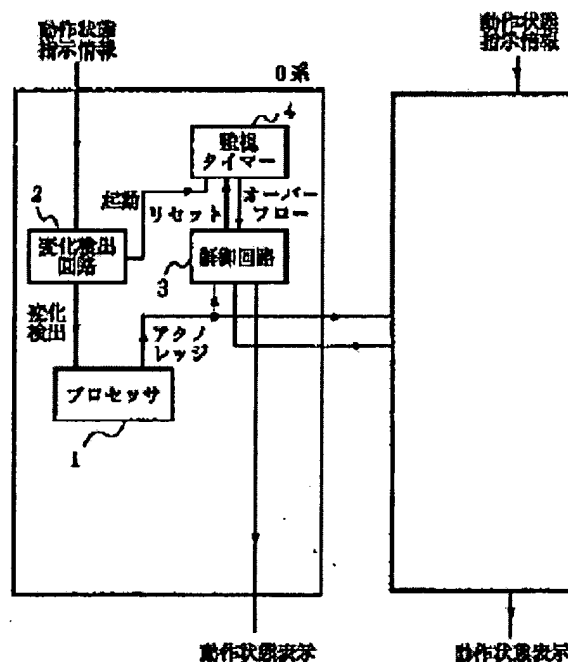 動作状態
指示情報
動作状態
指示情報
0系
4
監視
タイマー
起動
リセット
オーバー
フロー
2
変化検出
回路
制御回路
3
変化
検出
アクノ
レッジ
プロセッサ
1
動作状態表示
動作状態表示